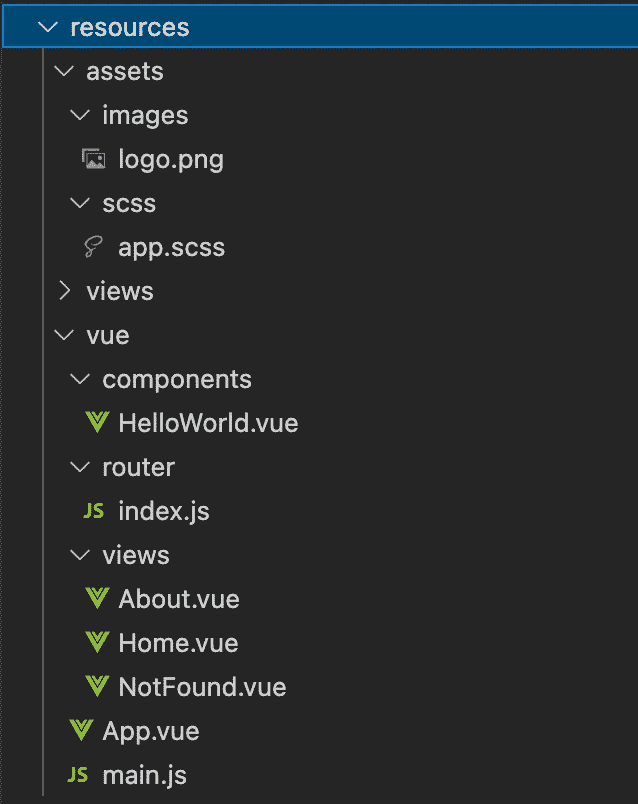 resources
assets
images
logo.png
scss
app.scss
views
vue
components
HelloWorld.vue
router
JS index.js
views
About.vue
Home.vue
NotFound.vue
App.vue
JS main.js